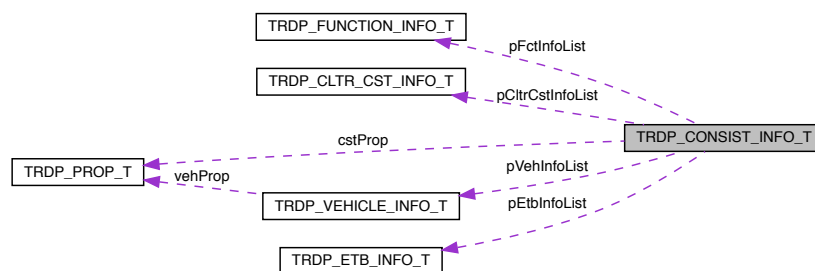 TRDP_FUNCTION_INFO_T
pFctInfoList
TRDP_CLTR_CST_INFO_T
pCltrCstInfoList
TRDP_CONSIST_INFO_T
cstProp
TRDP_PROP_T
vehProp
pVehInfoList
TRDP_VEHICLE_INFO_T
pEtbInfoList
TRDP_ETB_INFO_T